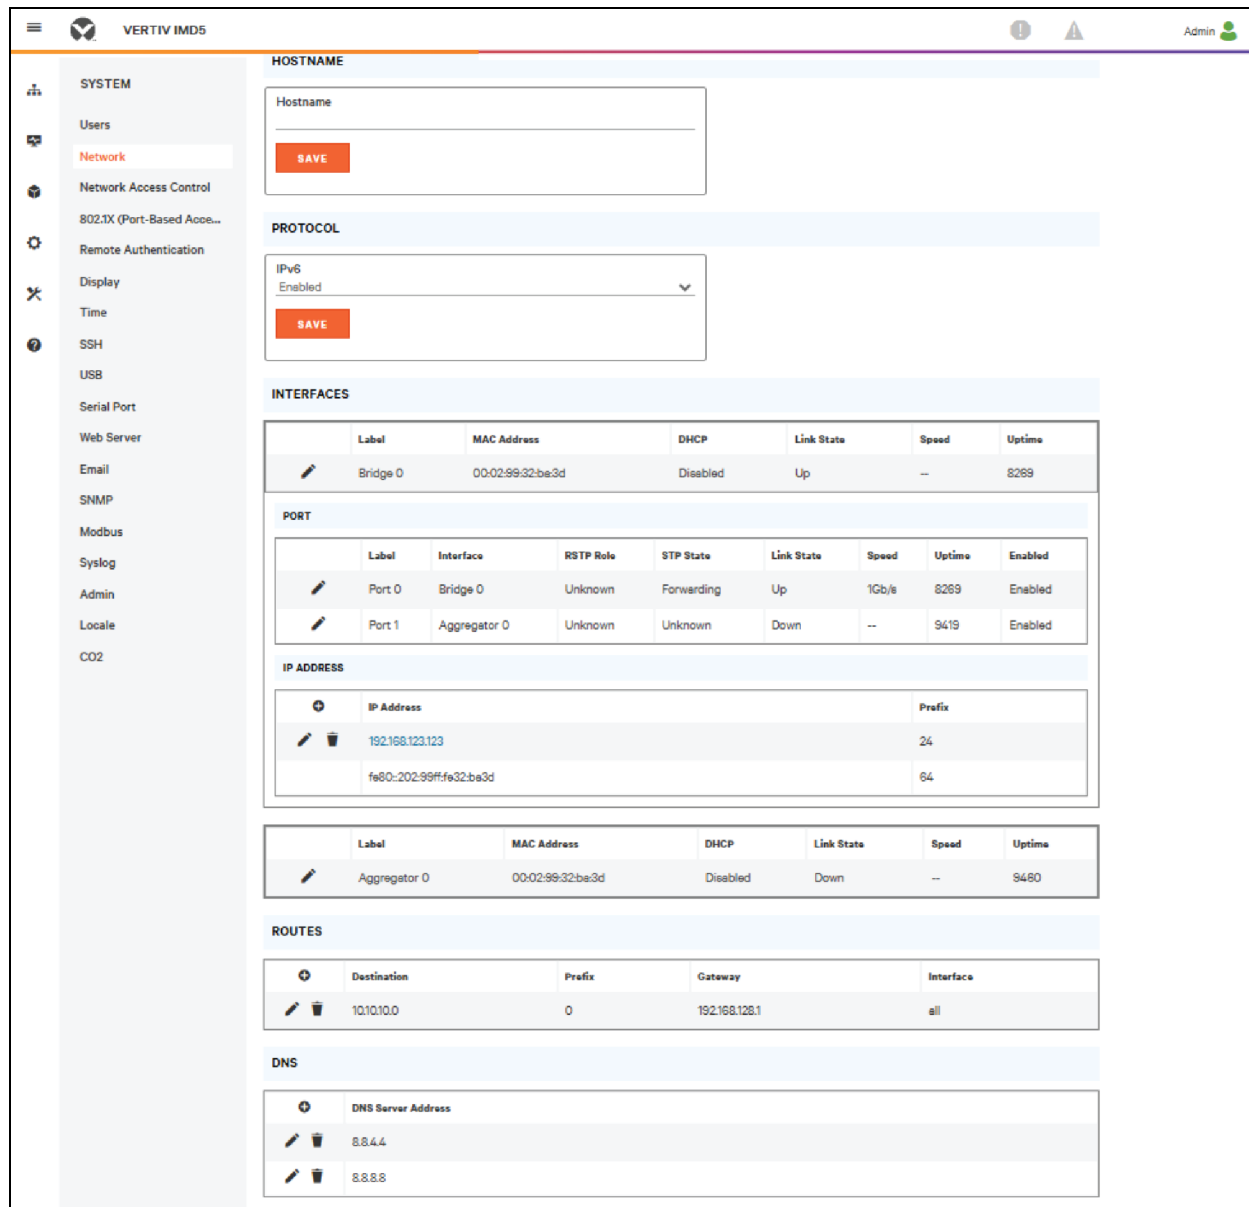 VERTIV IMD5
Admin
SYSTEM
Users
Network
Network Access Control
802.1X (Port-Based Acce...
Remote Authentication
Display
Time
SSH
USB
Serial Port
Web Server
Email
SNMP
Modbus
Syslog
Admin
Locale
CO2
HOSTNAME
Hostname
SAVE
PROTOCOL
IPv6
Enabled
SAVE
INTERFACES
Label MAC Address DHCP Link State Speed Uptime
Bridge 0 00:02:99:32:be:3d Disabled Up -- 8269
PORT
Label Interface RSTP Role STP State Link State Speed Uptime Enabled
Port 0 Bridge 0 Unknown Forwarding Up 1Gb/s 8269 Enabled
Port 1 Aggregator 0 Unknown Unknown Down -- 9419 Enabled
IP ADDRESS
IP Address Prefix
192.168.123.123 24
fe80::202:99ff:fe32:be3d 64
Label MAC Address DHCP Link State Speed Uptime
Aggregator 0 00:02:99:32:be:3d Disabled Down -- 9460
ROUTES
Destination Prefix Gateway Interface
10.10.10.0 0 192.168.128.1 all
DNS
DNS Server Address
8.8.4.4
8.8.8.8